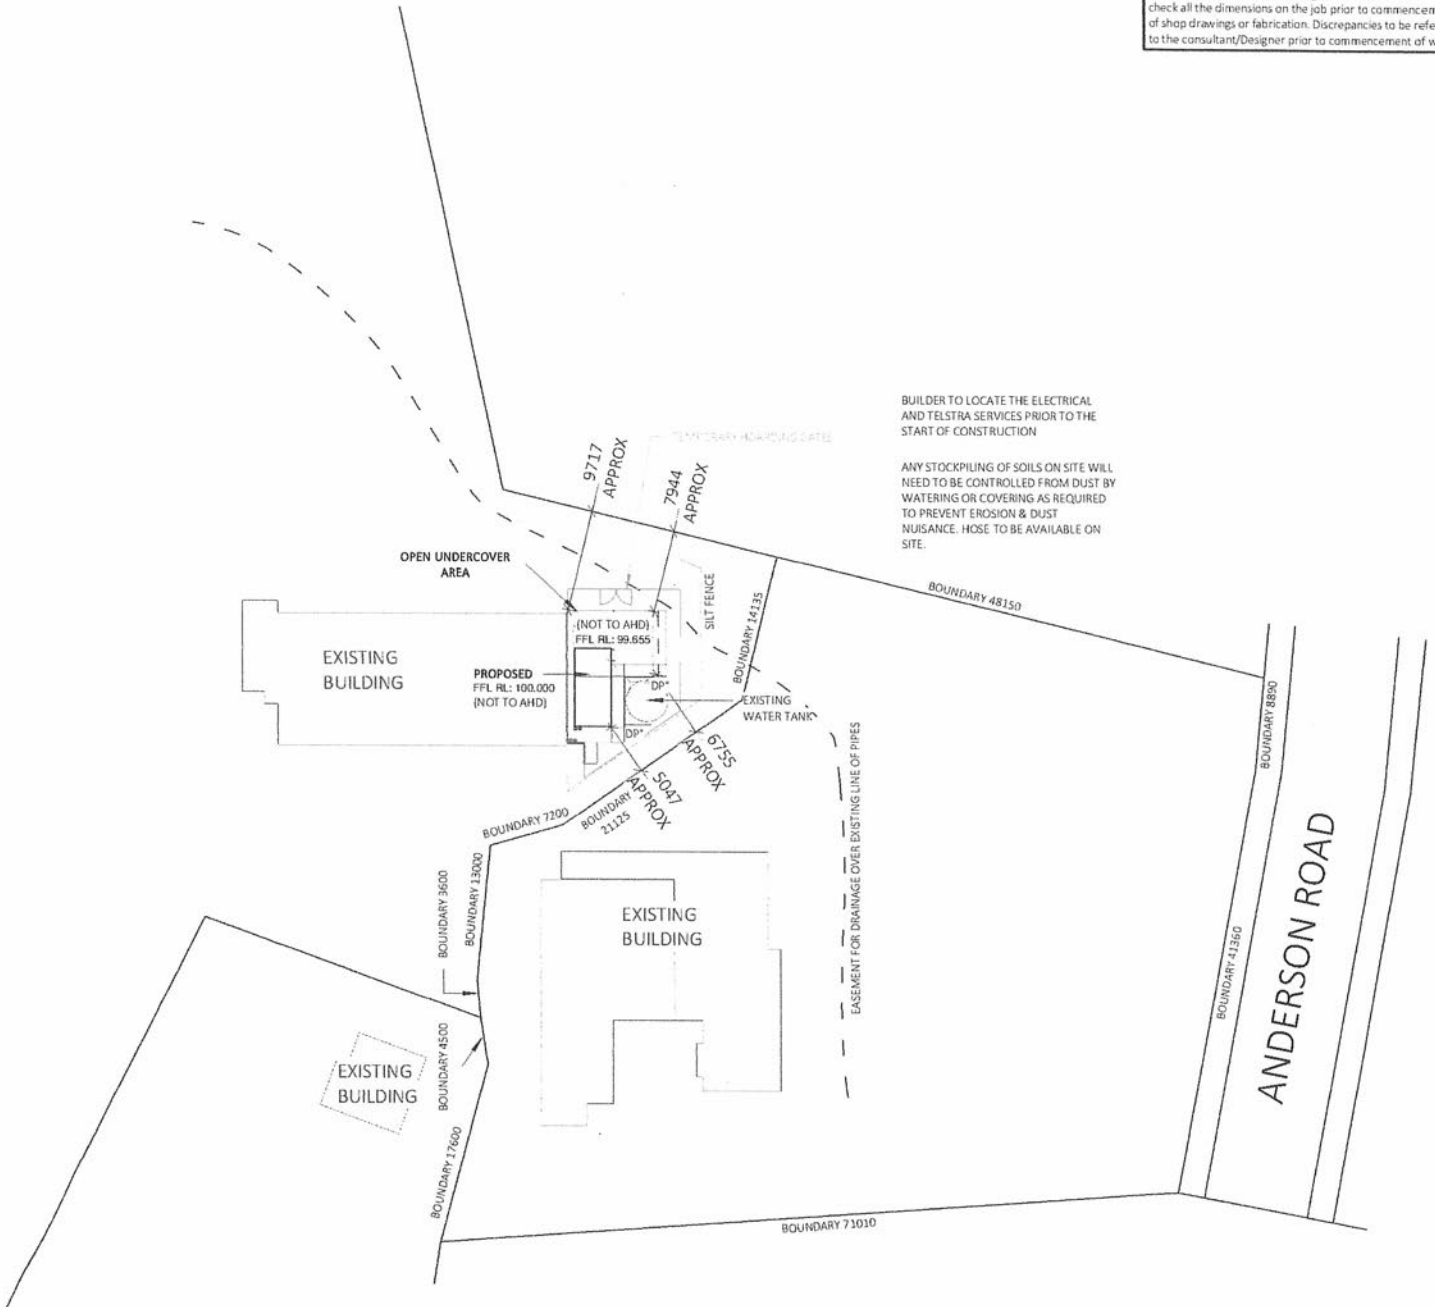 check all the dimensions on the job prior to commencem
of shop drawings or fabrication. Discrepancies to be refe
to the consultant/Designer prior to commencement of w
BUILDER TO LOCATE THE ELECTRICAL
AND TELSTRA SERVICES PRIOR TO THE
START OF CONSTRUCTION
ANY STOCKPILING OF SOILS ON SITE WILL
NEED TO BE CONTROLLED FROM DUST BY
WATERING OR COVERING AS REQUIRED
TO PREVENT EROSION & DUST
NUISANCE. HOSE TO BE AVAILABLE ON
SITE.
TEMPORARY HOARDING GATES
9717
APPROX
7944
APPROX
OPEN UNDERCOVER
AREA
SILT FENCE
BOUNDARY 14135
BOUNDARY 48150
(NOT TO AHD)
FFL RL: 99.655
EXISTING
BUILDING
PROPOSED
FFL RL: 100.000
(NOT TO AHD)
DP*
DP*
EXISTING
WATER TANK
6755
APPROX
5047
APPROX
BOUNDARY 8890
EASEMENT FOR DRAINAGE OVER EXISTING LINE OF PIPES
BOUNDARY 7200
BOUNDARY
21125
BOUNDARY 3600
BOUNDARY 13000
EXISTING
BUILDING
BOUNDARY 41360
ANDERSON ROAD
BOUNDARY 4500
EXISTING
BUILDING
BOUNDARY 17600
BOUNDARY 71010